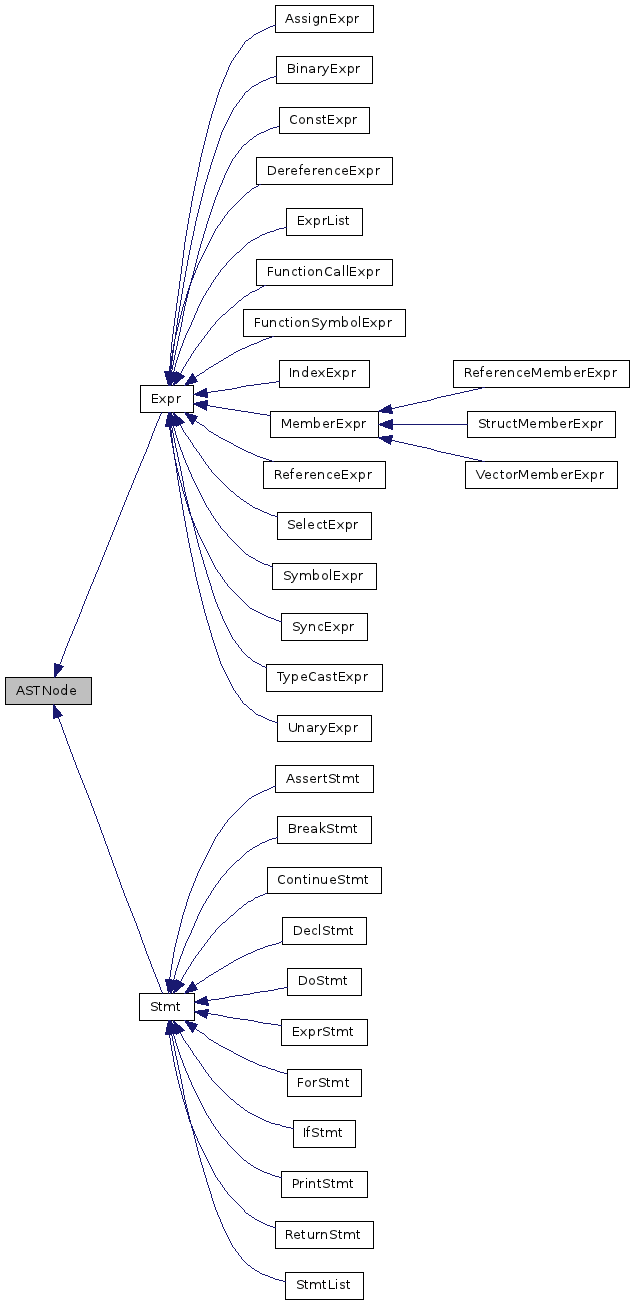 AssignExpr
BinaryExpr
ConstExpr
DereferenceExpr
ExprList
FunctionCallExpr
FunctionSymbolExpr
IndexExpr
ReferenceMemberExpr
Expr
MemberExpr
StructMemberExpr
ReferenceExpr
VectorMemberExpr
SelectExpr
SymbolExpr
SyncExpr
TypeCastExpr
ASTNode
UnaryExpr
AssertStmt
BreakStmt
ContinueStmt
DeclStmt
DoStmt
Stmt
ExprStmt
ForStmt
IfStmt
PrintStmt
ReturnStmt
StmtList